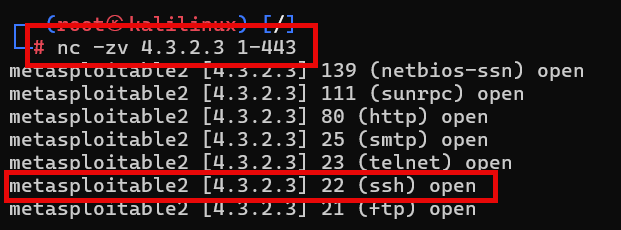 (root㉿kalilinux) [/]
# nc -zv 4.3.2.3 1-443
metasploitable2 [4.3.2.3] 139 (netbios-ssn) open
metasploitable2 [4.3.2.3] 111 (sunrpc) open
metasploitable2 [4.3.2.3] 80 (http) open
metasploitable2 [4.3.2.3] 25 (smtp) open
metasploitable2 [4.3.2.3] 23 (telnet) open
metasploitable2 [4.3.2.3] 22 (ssh) open
metasploitable2 [4.3.2.3] 21 (ftp) open